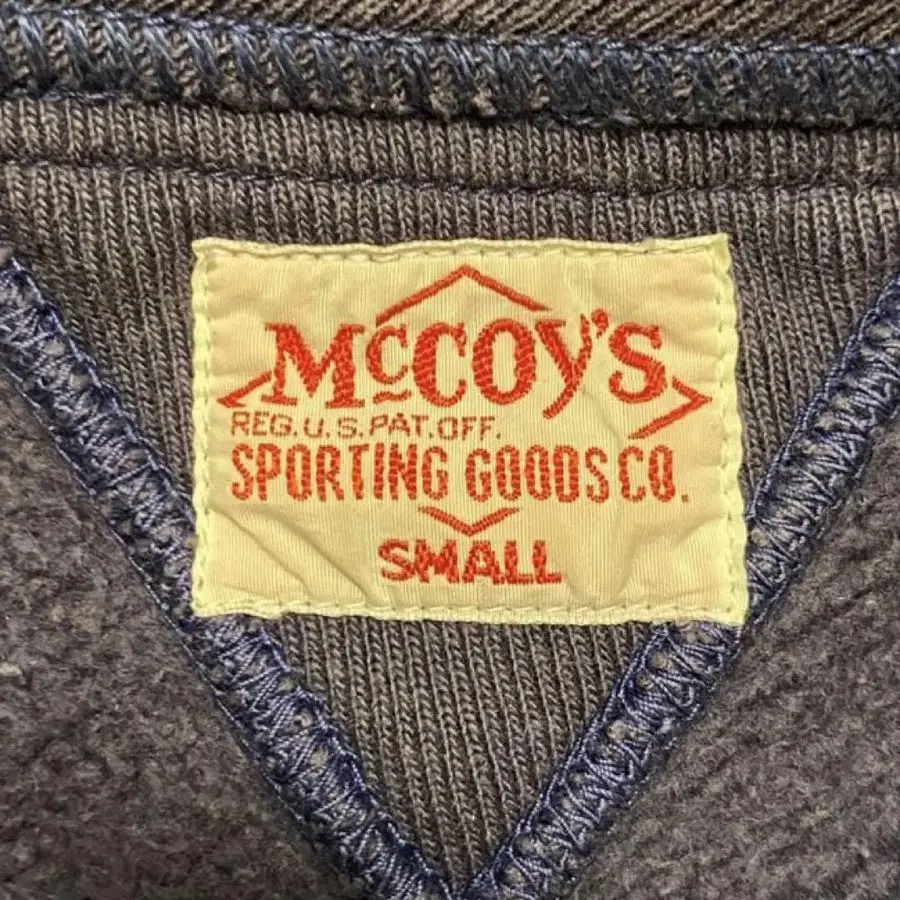 McCOY'S
REG. U.S. PAT. OFF.
SPORTING GOODS CO.
SMALL